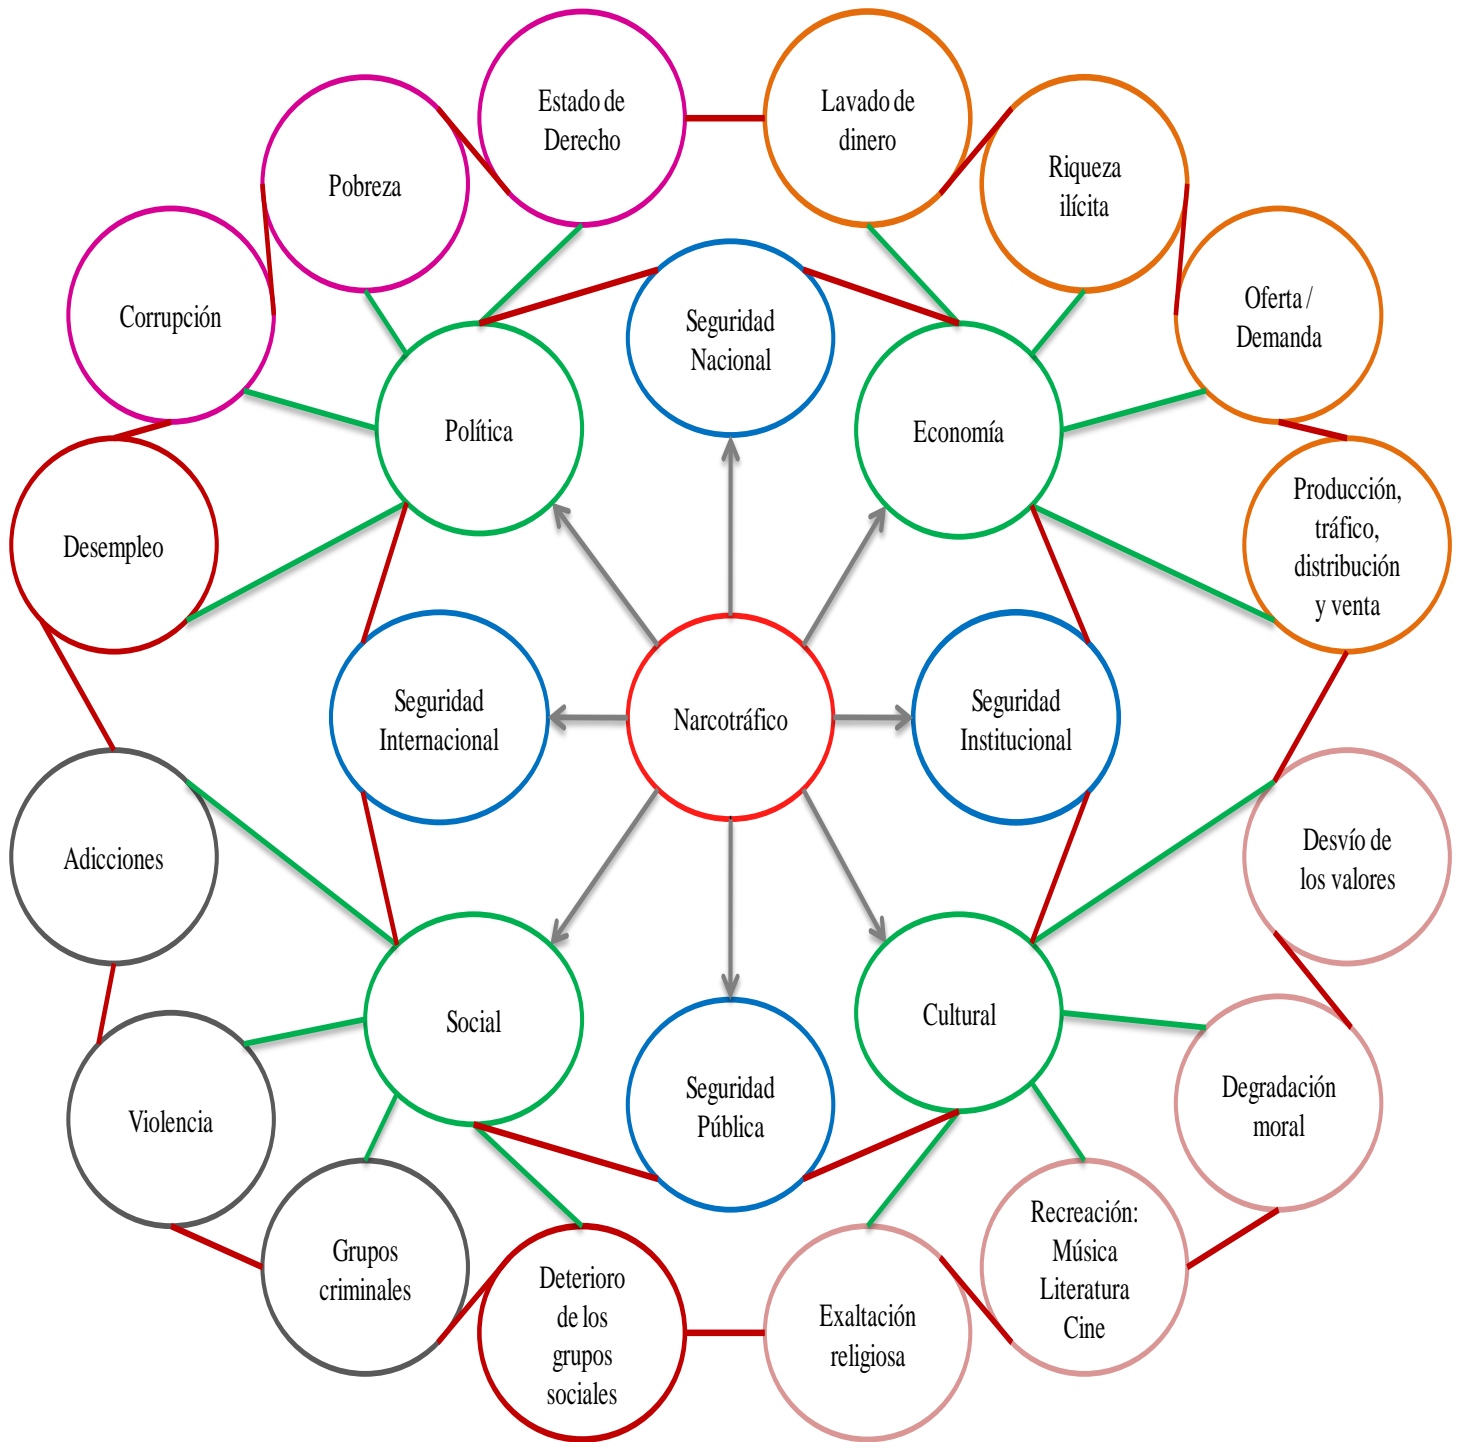 Estado de
Derecho
Lavado de
dinero
Pobreza
Riqueza
ilícita
Corrupción
Seguridad
Nacional
Oferta /
Demanda
Política
Economía
Desempleo
Producción,
tráfico,
distribución
y venta
Seguridad
Internacional
Narcotráfico
Seguridad
Institucional
Adicciones
Desvío de
los valores
Social
Cultural
Violencia
Seguridad
Pública
Degradación
moral
Grupos
criminales
Deterioro
de los
grupos
sociales
Exaltación
religiosa
Recreación:
Música
Literatura
Cine